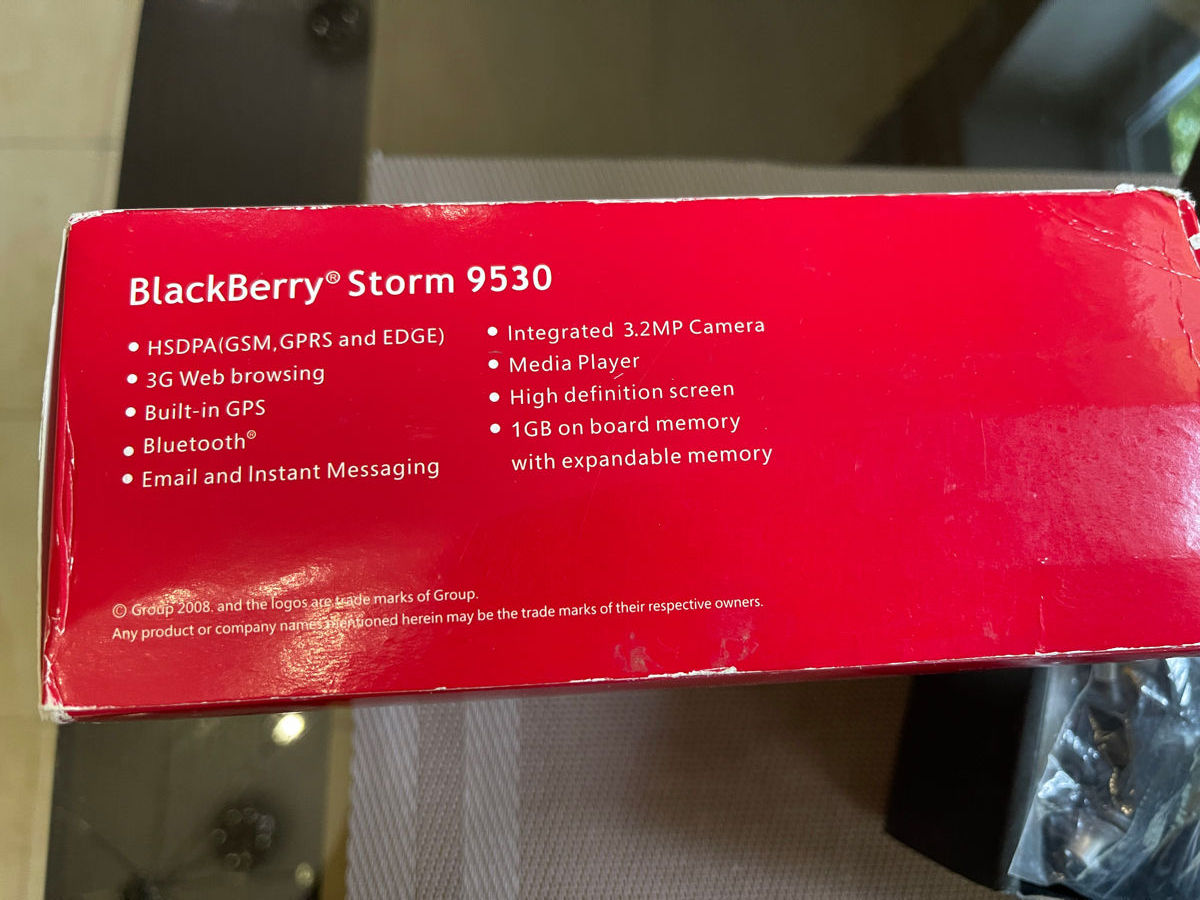 BlackBerry® Storm 9530
• HSDPA(GSM,GPRS and EDGE)
• 3G Web browsing
• Built-in GPS
• Bluetooth®
• Email and Instant Messaging
• Integrated 3.2MP Camera
• Media Player
• High definition screen
• 1GB on board memory
with expandable memory
© Group 2008. and the logos are trade marks of Group.
Any product or company names mentioned herein may be the trade marks of their respective owners.